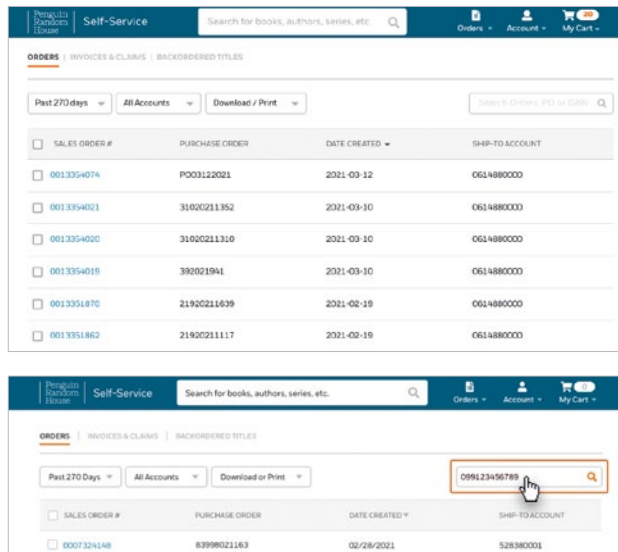 Penguin
Random
House
Self-Service
Search for books, authors, series, etc
20
Orders
Account
My Cart
ORDERS | INVOICES & CLAIMS | BACKORDERED TITLES
Past 270 days
All Accounts
Download / Print
Search Orders, PO or ISBN
SALES ORDER # PURCHASE ORDER DATE CREATED SHIP-TO ACCOUNT
0013354074 PO03122021 2021-03-12 0614880000
0013354021 31020211352 2021-03-10 0614880000
0013354020 31020211310 2021-03-10 0614880000
0013354019 392021941 2021-03-10 0614880000
0013351870 21920211639 2021-02-19 0614880000
0013351862 21920211117 2021-02-19 0614880000
Penguin
Random
House
Self-Service
Search for books, authors, series, etc.
Orders
Account
My Cart
ORDERS | INVOICES & CLAIMS | BACKORDERED TITLES
Past 270 Days
All Accounts
Download or Print
099123456789
SALES ORDER # PURCHASE ORDER DATE CREATED SHIP-TO ACCOUNT
0007324148 83998021163 02/28/2021 528380001